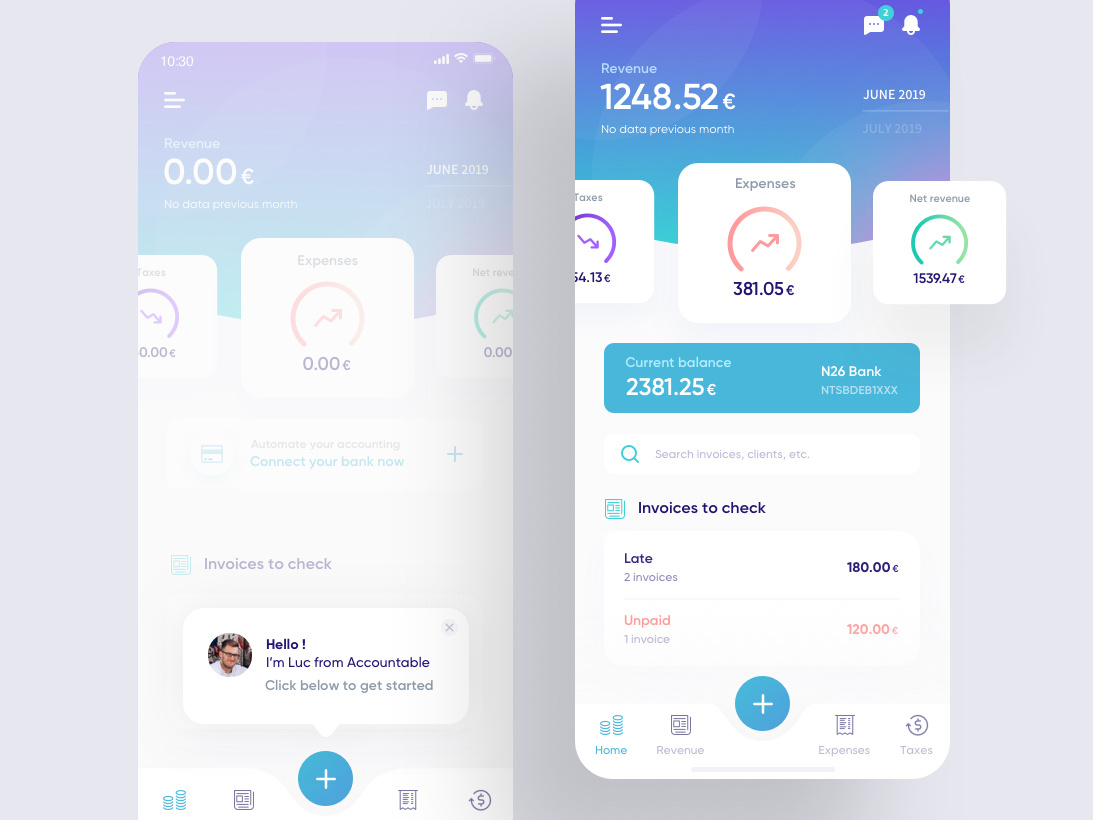 10:30
Revenue
0.00 €
No data previous month
JUNE 2019
JULY 2019
Taxes
0.00 €
Expenses
0.00 €
Net reve
0.00
Automate your accounting
Connect your bank now
Invoices to check
Hello !
I'm Luc from Accountable
Click below to get started
2
Revenue
1248.52 €
No data previous month
JUNE 2019
JULY 2019
Taxes
54.13 €
Expenses
381.05 €
Net revenue
1539.47 €
Current balance
2381.25 €
N26 Bank
NTSBDEB1XXX
Search invoices, clients, etc.
Invoices to check
Late
2 invoices
180.00 €
Unpaid
1 invoice
120.00 €
Home
Revenue
Expenses
Taxes